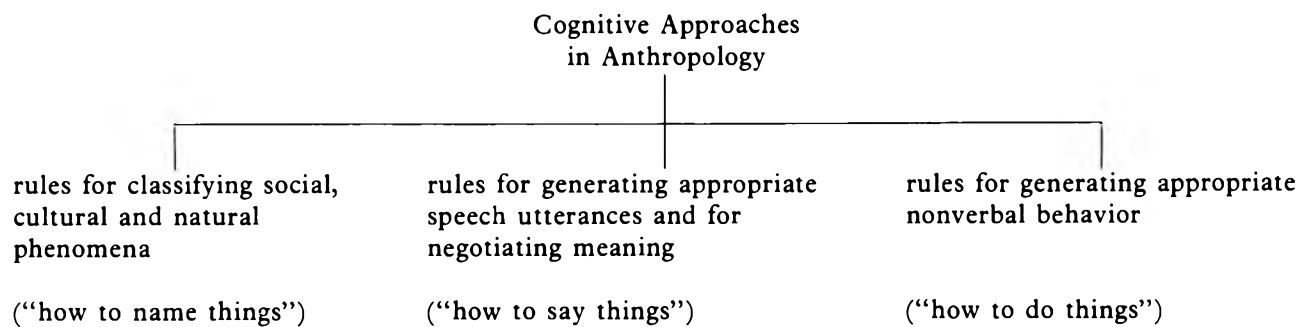 Cognitive Approaches
in Anthropology
rules for classifying social,
cultural and natural
phenomena
(“how to name things”)
rules for generating appropriate
speech utterances and for
negotiating meaning
(“how to say things”)
rules for generating appropriate
nonverbal behavior
(“how to do things”)